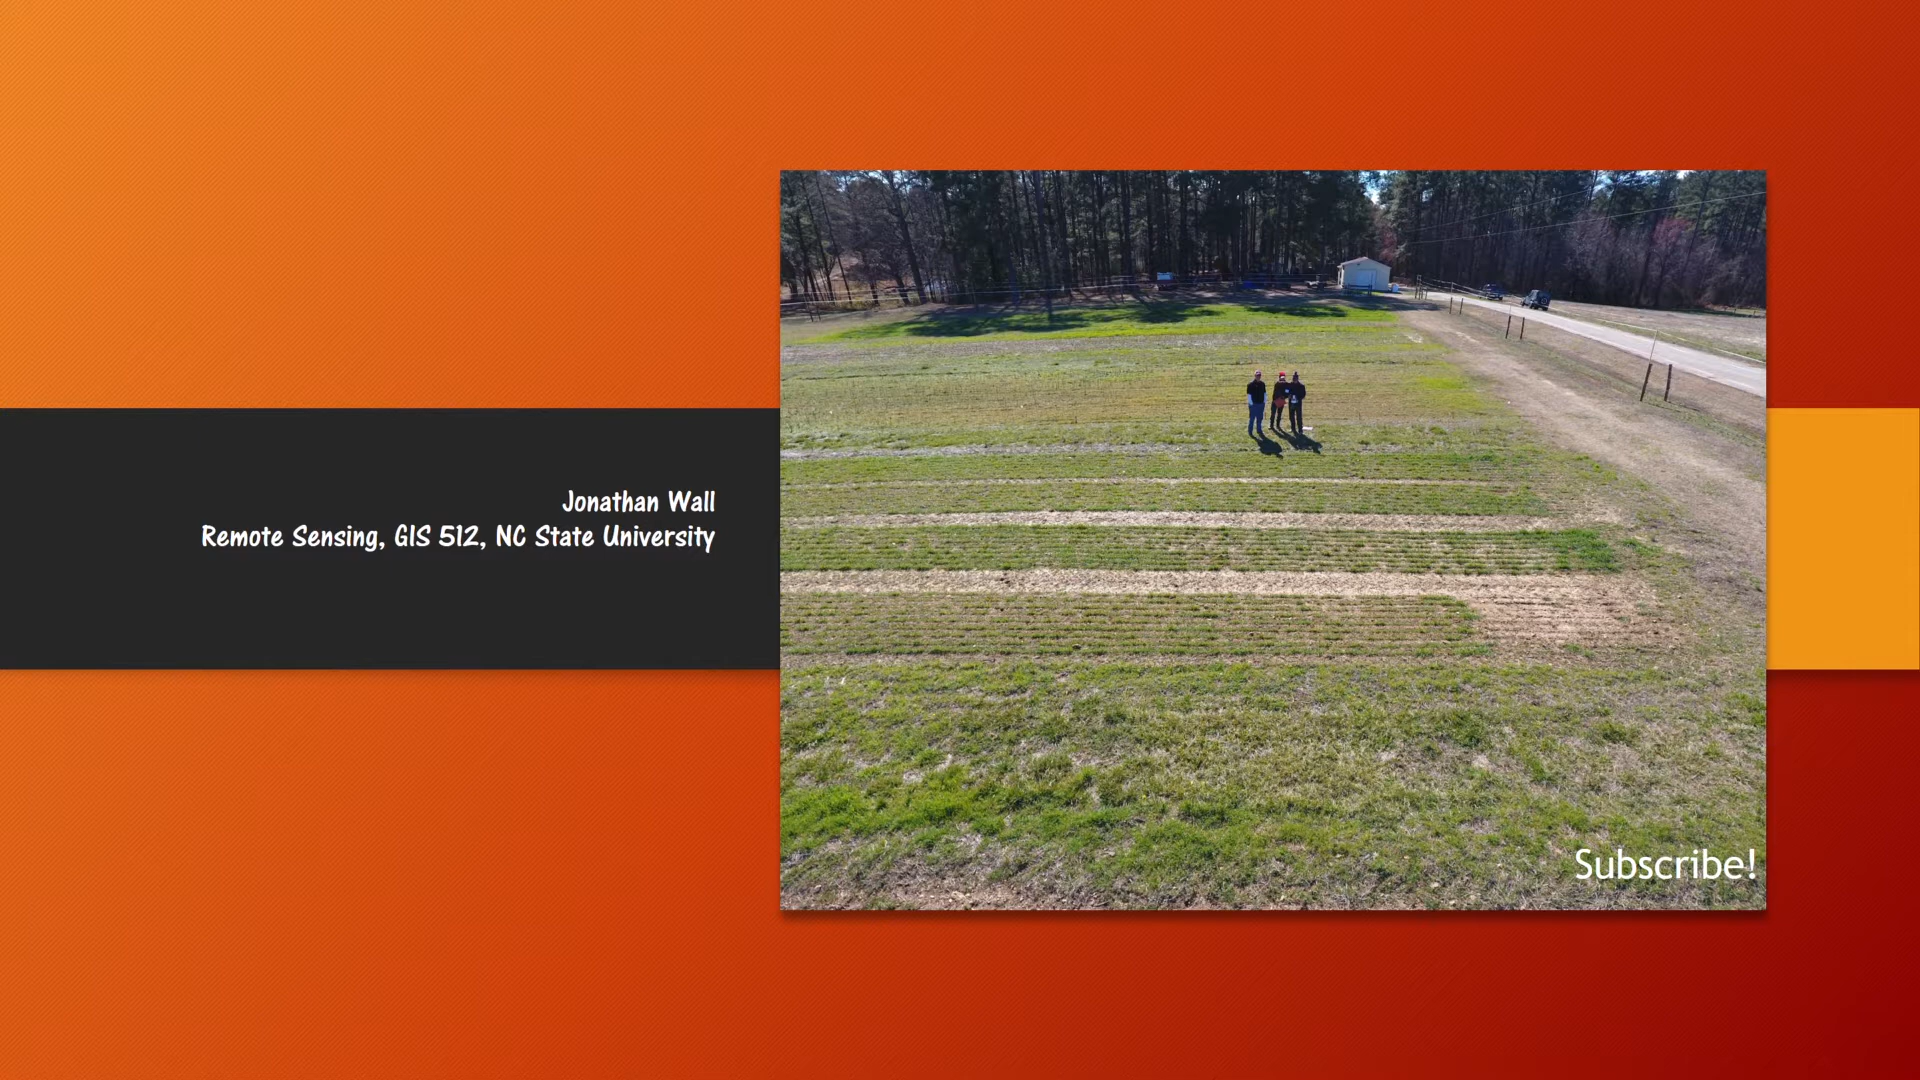 Jonathan Wall
Remote Sensing, GIS 512, NC State University
Subscribe!